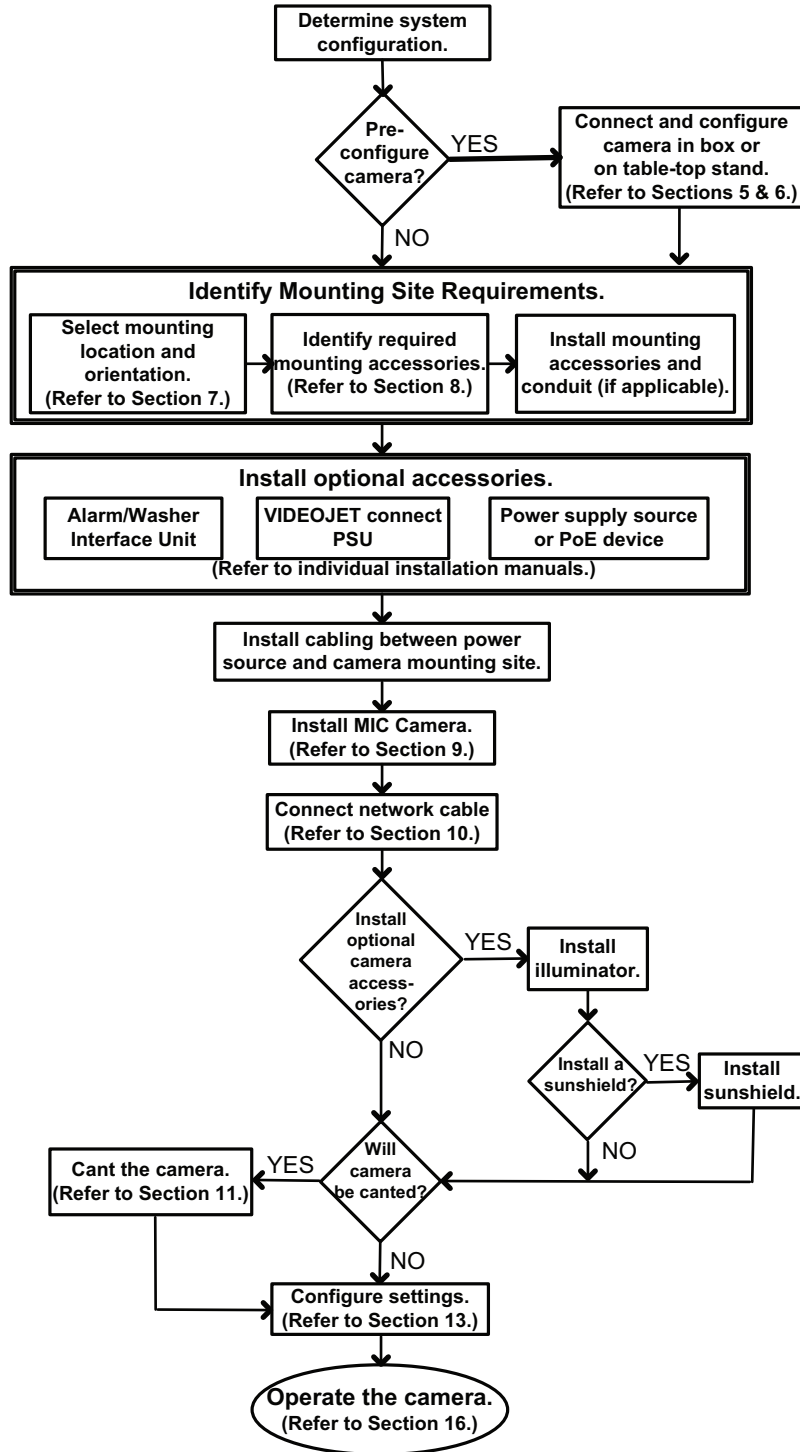 Determine system
configuration.
Pre-
configure
camera?
YES
Connect and configure
camera in box or
on table-top stand.
(Refer to Sections 5 & 6.)
NO
Identify Mounting Site Requirements.
Select mounting
location and
orientation.
(Refer to Section 7.)
Identify required
mounting accessories.
(Refer to Section 8.)
Install mounting
accessories and
conduit (if applicable).
Install optional accessories.
Alarm/Washer
Interface Unit
VIDEOJET connect
PSU
Power supply source
or PoE device
(Refer to individual installation manuals.)
Install cabling between power
source and camera mounting site.
Install MIC Camera.
(Refer to Section 9.)
Connect network cable
(Refer to Section 10.)
Install
optional
camera
access-
ories?
YES
Install
illuminator.
NO
Install a
sunshield?
YES
Install
sunshield.
NO
Will
camera
be canted?
YES
Cant the camera.
(Refer to Section 11.)
NO
Configure settings.
(Refer to Section 13.)
Operate the camera.
(Refer to Section 16.)